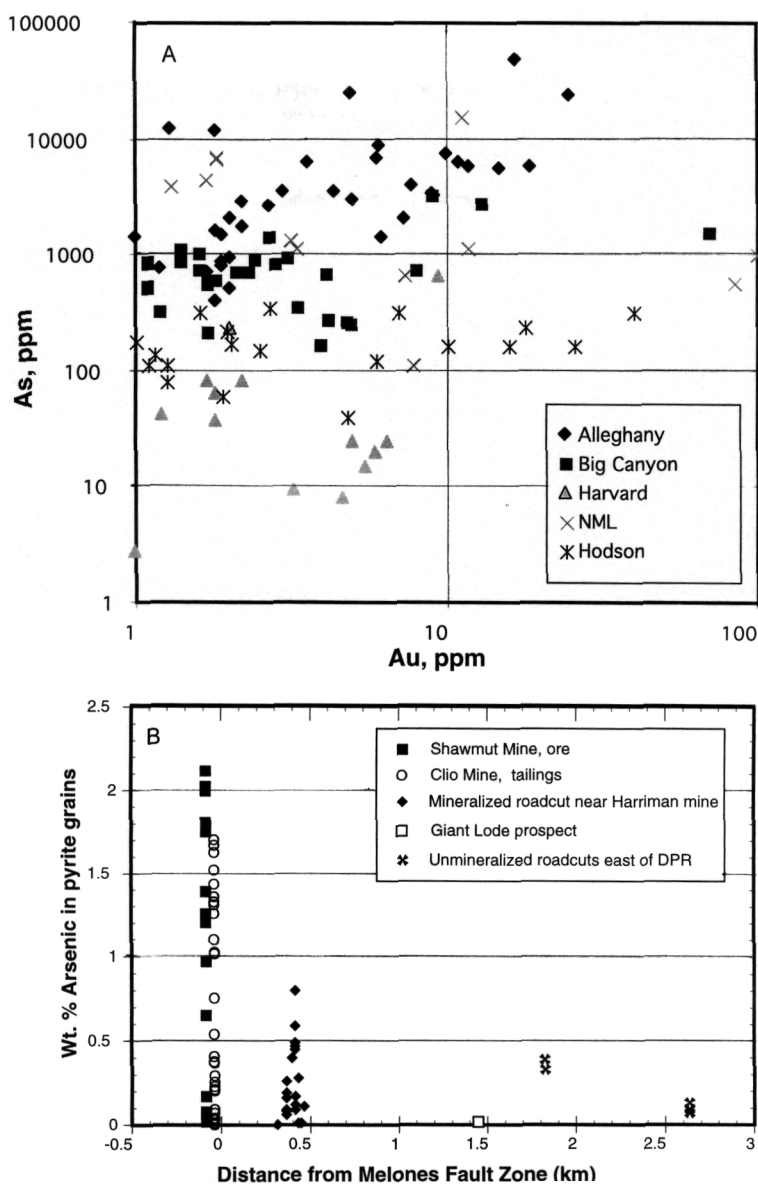 A
100000
10000
1000
100
10
1
As, ppm
Alleghany
Big Canyon
Harvard
NML
Hodson
1
10
100
Au, ppm
B
2.5
2
1.5
1
0.5
0
Wt. % Arsenic in pyrite grains
Shawmut Mine, ore
Clio Mine, tailings
Mineralized roadcut near Harriman mine
Giant Lode prospect
Unmineralized roadcuts east of DPR
-0.5
0
0.5
1
1.5
2
2.5
3
Distance from Melones Fault Zone (km)